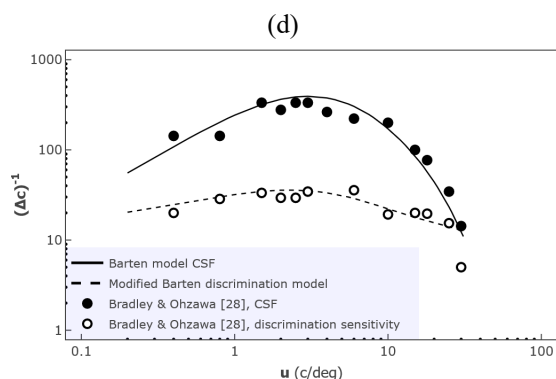 (d)
1000
100
10
1
(Δc)⁻¹
Barten model CSF
Modified Barten discrimination model
Bradley & Ohzawa [28], CSF
Bradley & Ohzawa [28], discrimination sensitivity
0.1 1 10 100
u (c/deg)